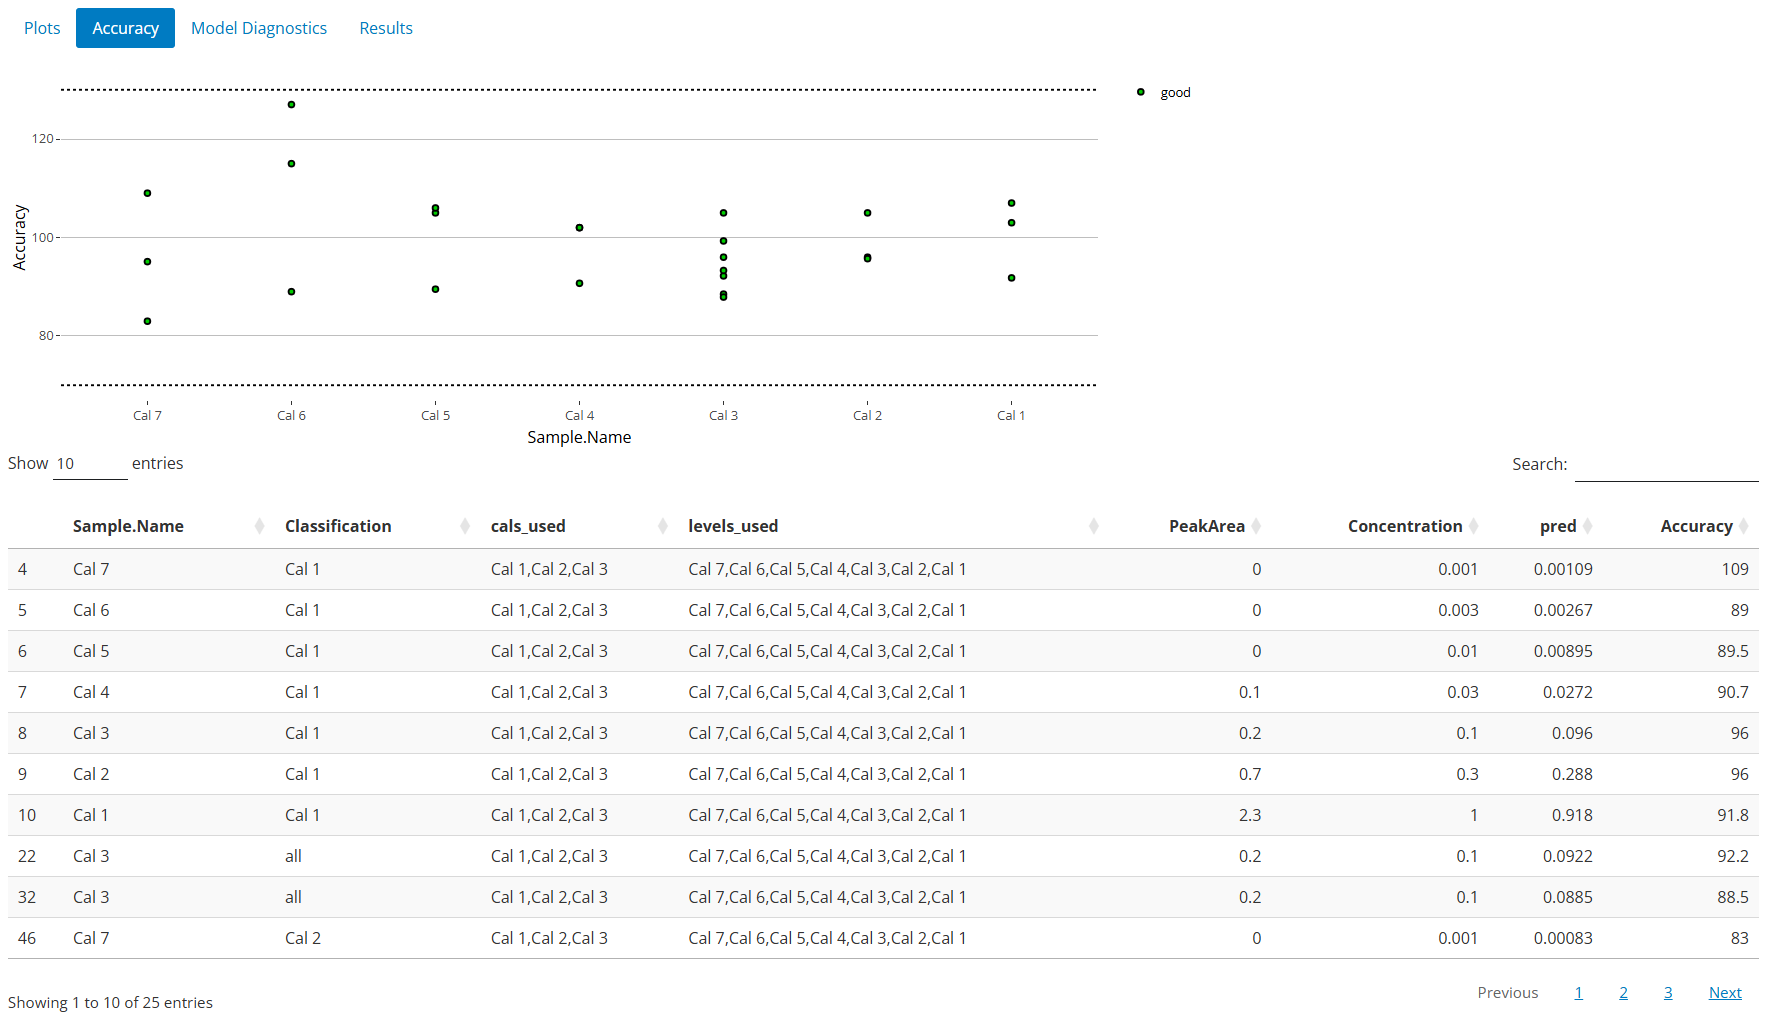 Plots Accuracy Model Diagnostics Results
good
120
100
80
Accuracy
Cal 7 Cal 6 Cal 5 Cal 4 Cal 3 Cal 2 Cal 1
Sample.Name
Show 10 entries Search:
Sample.Name Classification cals_used levels_used PeakArea Concentration pred Accuracy
4 Cal 7 Cal 1 Cal 1,Cal 2,Cal 3 Cal 7,Cal 6,Cal 5,Cal 4,Cal 3,Cal 2,Cal 1 0 0.001 0.00109 109
5 Cal 6 Cal 1 Cal 1,Cal 2,Cal 3 Cal 7,Cal 6,Cal 5,Cal 4,Cal 3,Cal 2,Cal 1 0 0.003 0.00267 89
6 Cal 5 Cal 1 Cal 1,Cal 2,Cal 3 Cal 7,Cal 6,Cal 5,Cal 4,Cal 3,Cal 2,Cal 1 0 0.01 0.00895 89.5
7 Cal 4 Cal 1 Cal 1,Cal 2,Cal 3 Cal 7,Cal 6,Cal 5,Cal 4,Cal 3,Cal 2,Cal 1 0.1 0.03 0.0272 90.7
8 Cal 3 Cal 1 Cal 1,Cal 2,Cal 3 Cal 7,Cal 6,Cal 5,Cal 4,Cal 3,Cal 2,Cal 1 0.2 0.1 0.096 96
9 Cal 2 Cal 1 Cal 1,Cal 2,Cal 3 Cal 7,Cal 6,Cal 5,Cal 4,Cal 3,Cal 2,Cal 1 0.7 0.3 0.288 96
10 Cal 1 Cal 1 Cal 1,Cal 2,Cal 3 Cal 7,Cal 6,Cal 5,Cal 4,Cal 3,Cal 2,Cal 1 2.3 1 0.918 91.8
22 Cal 3 all Cal 1,Cal 2,Cal 3 Cal 7,Cal 6,Cal 5,Cal 4,Cal 3,Cal 2,Cal 1 0.2 0.1 0.0922 92.2
32 Cal 3 all Cal 1,Cal 2,Cal 3 Cal 7,Cal 6,Cal 5,Cal 4,Cal 3,Cal 2,Cal 1 0.2 0.1 0.0885 88.5
46 Cal 7 Cal 2 Cal 1,Cal 2,Cal 3 Cal 7,Cal 6,Cal 5,Cal 4,Cal 3,Cal 2,Cal 1 0 0.001 0.00083 83
Showing 1 to 10 of 25 entries Previous 1 2 3 Next